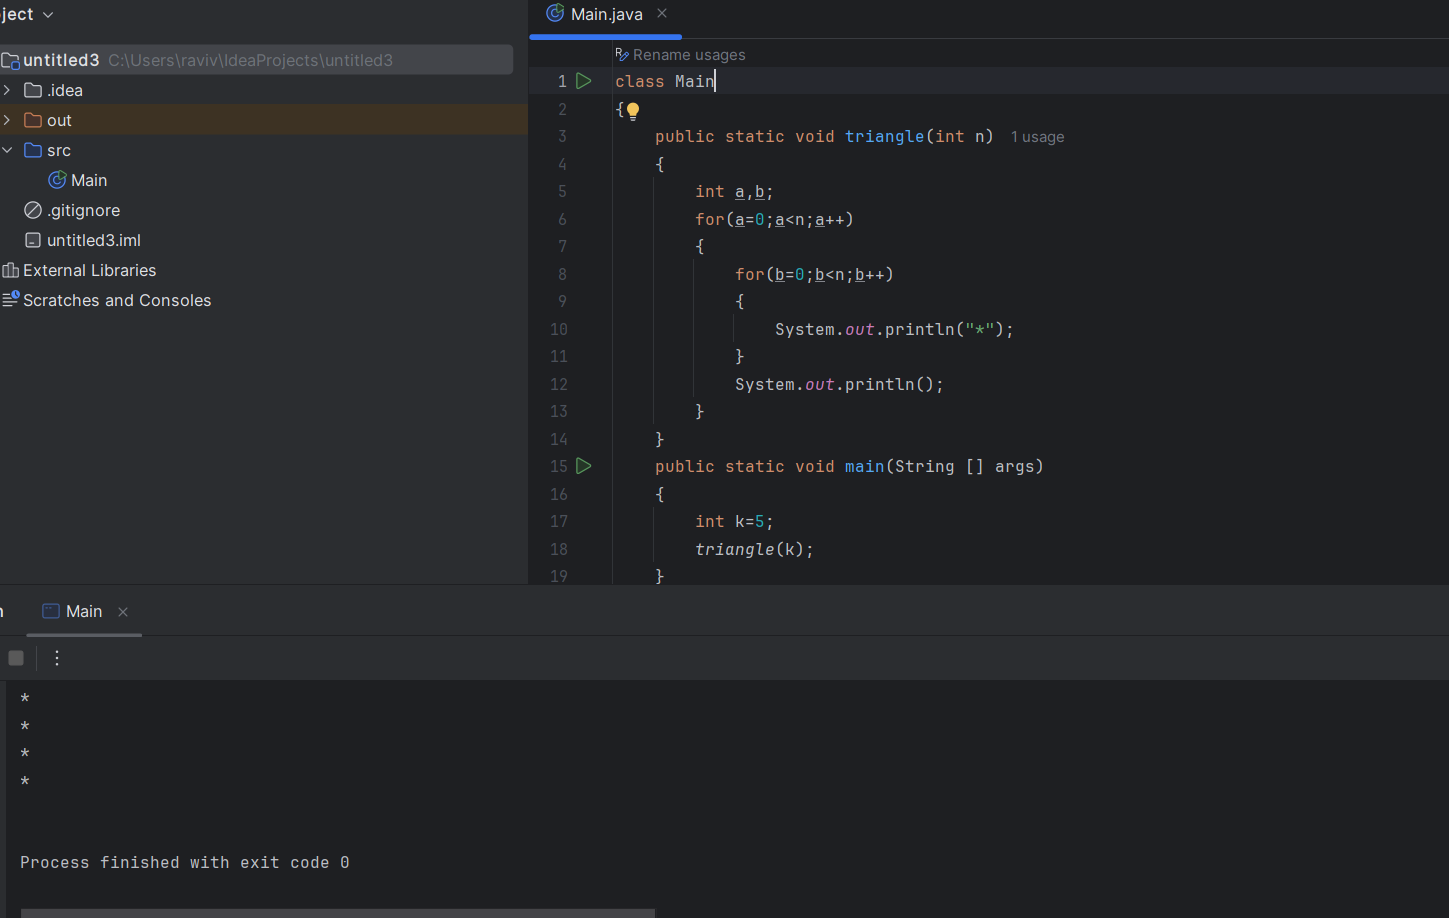 ject
untitled3 C:\Users\raviv\IdeaProjects\untitled3
.idea
out
src
Main
.gitignore
untitled3.iml
External Libraries
Scratches and Consoles
Main.java
Rename usages
1 class Main
2 {
3 public static void triangle(int n) 1 usage
4 {
5 int a,b;
6 for(a=0;a<n;a++)
7 {
8 for(b=0;b<n;b++)
9 {
10 System.out.println("*");
11 }
12 System.out.println();
13 }
14 }
15 public static void main(String [] args)
16 {
17 int k=5;
18 triangle(k);
19 }
Main
*
*
*
*
Process finished with exit code 0